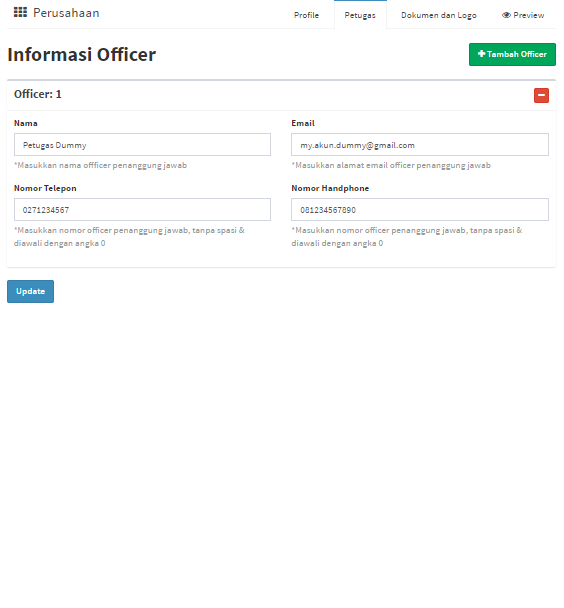 Perusahaan
Profile
Petugas
Dokumen dan Logo
Preview
Informasi Officer
Tambah Officer
Officer: 1
Nama
Email
Petugas Dummy
my.akun.dummy@gmail.com
*Masukkan nama offficer penanggung jawab
*Masukkan alamat email officer penanggung jawab
Nomor Telepon
Nomor Handphone
0271234567
081234567890
*Masukkan nomor officer penanggung jawab, tanpa spasi &
diawali dengan angka 0
*Masukkan nomor officer penanggung jawab, tanpa spasi &
diawali dengan angka 0
Update